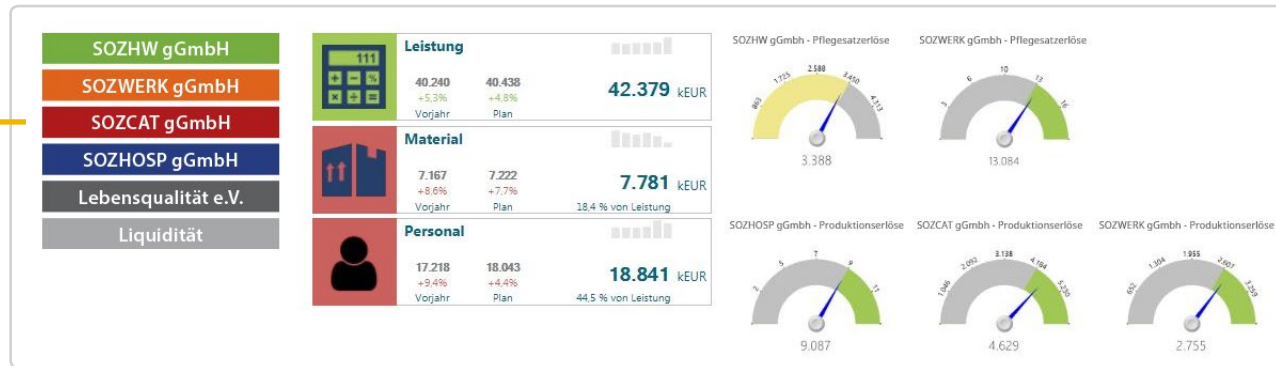 SOZHW gGmbH
SOZWERK gGmbH
SOZCAT gGmbH
SOZHOSP gGmbH
Lebensqualität e.V.
Liquidität
111
+ − %
× ÷ =
Leistung
40.240 40.438 42.379 kEUR
+5,3% +4,8%
Vorjahr Plan
Material
7.167 7.222 7.781 kEUR
+8,6% +7,7%
Vorjahr Plan 18,4 % von Leistung
Personal
17.218 18.043 18.841 kEUR
+9,4% +4,4%
Vorjahr Plan 44,5 % von Leistung
SOZHW gGmbh - Pflegesatzerlöse
863 1.725 2.588 3.450 4.313
3.388
SOZWERK gGmbh - Pflegesatzerlöse
3 6 10 13 16
13.084
SOZHOSP gGmbh - Produktionserlöse
2 5 7 9 11
9.087
SOZCAT gGmbh - Produktionserlöse
1.046 2.092 3.138 4.184 5.230
4.629
SOZWERK gGmbh - Produktionserlöse
652 1.304 1.955 2.607 3.259
2.755